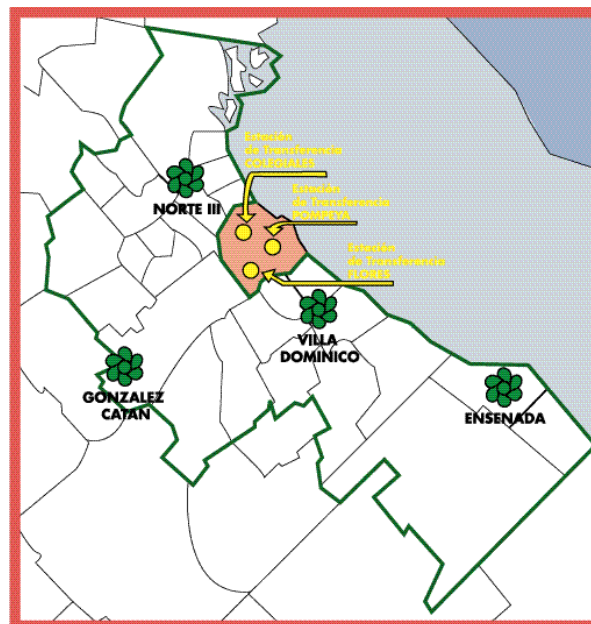 Estación
de Transferencia
COLEGIALES
Estación
de Transferencia
POMPEYA
Estación
de Transferencia
FLORES
NORTE III
VILLA
DOMINICO
GONZALEZ
CATAN
ENSENADA